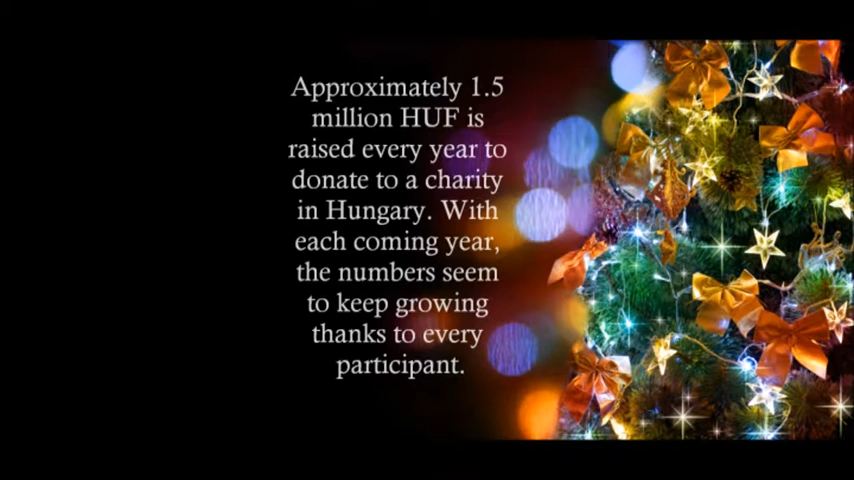 Approximately 1.5
million HUF is
raised every year to
donate to a charity
in Hungary. With
each coming year,
the numbers seem
to keep growing
thanks to every
participant.